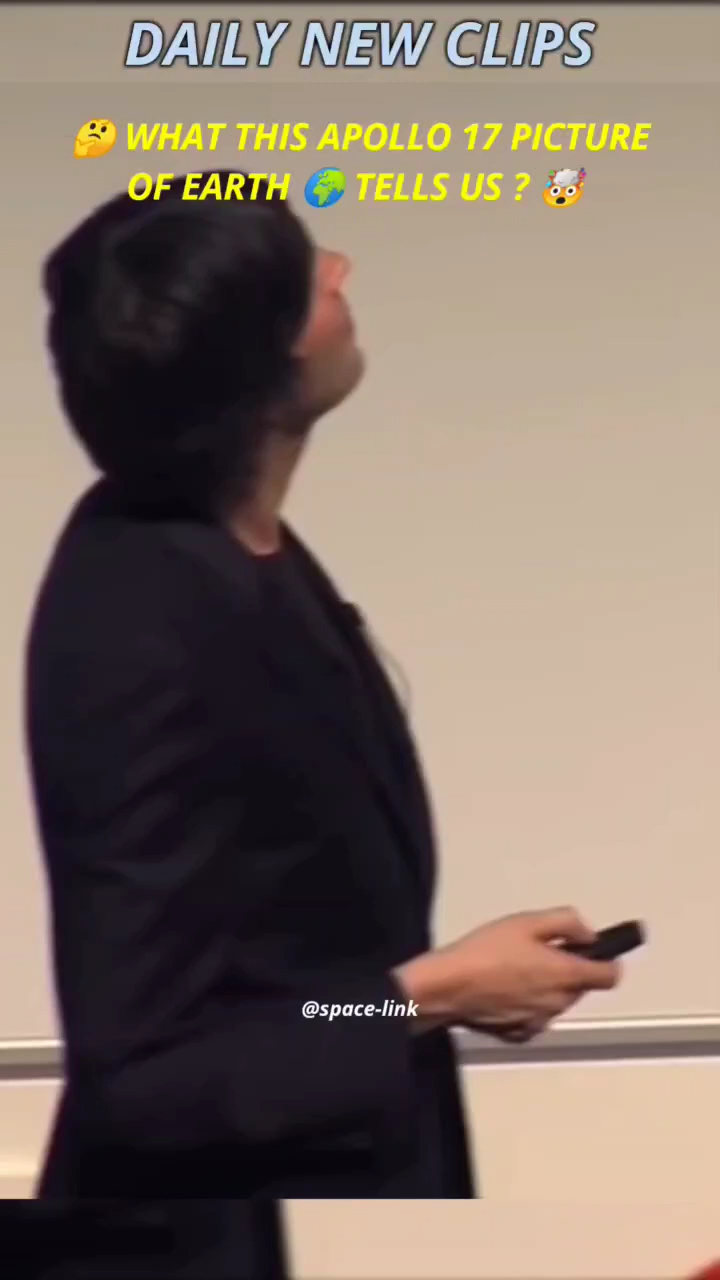 DAILY NEW CLIPS
🤔 WHAT THIS APOLLO 17 PICTURE
OF EARTH 🌍 TELLS US ? 🤯
@space-link